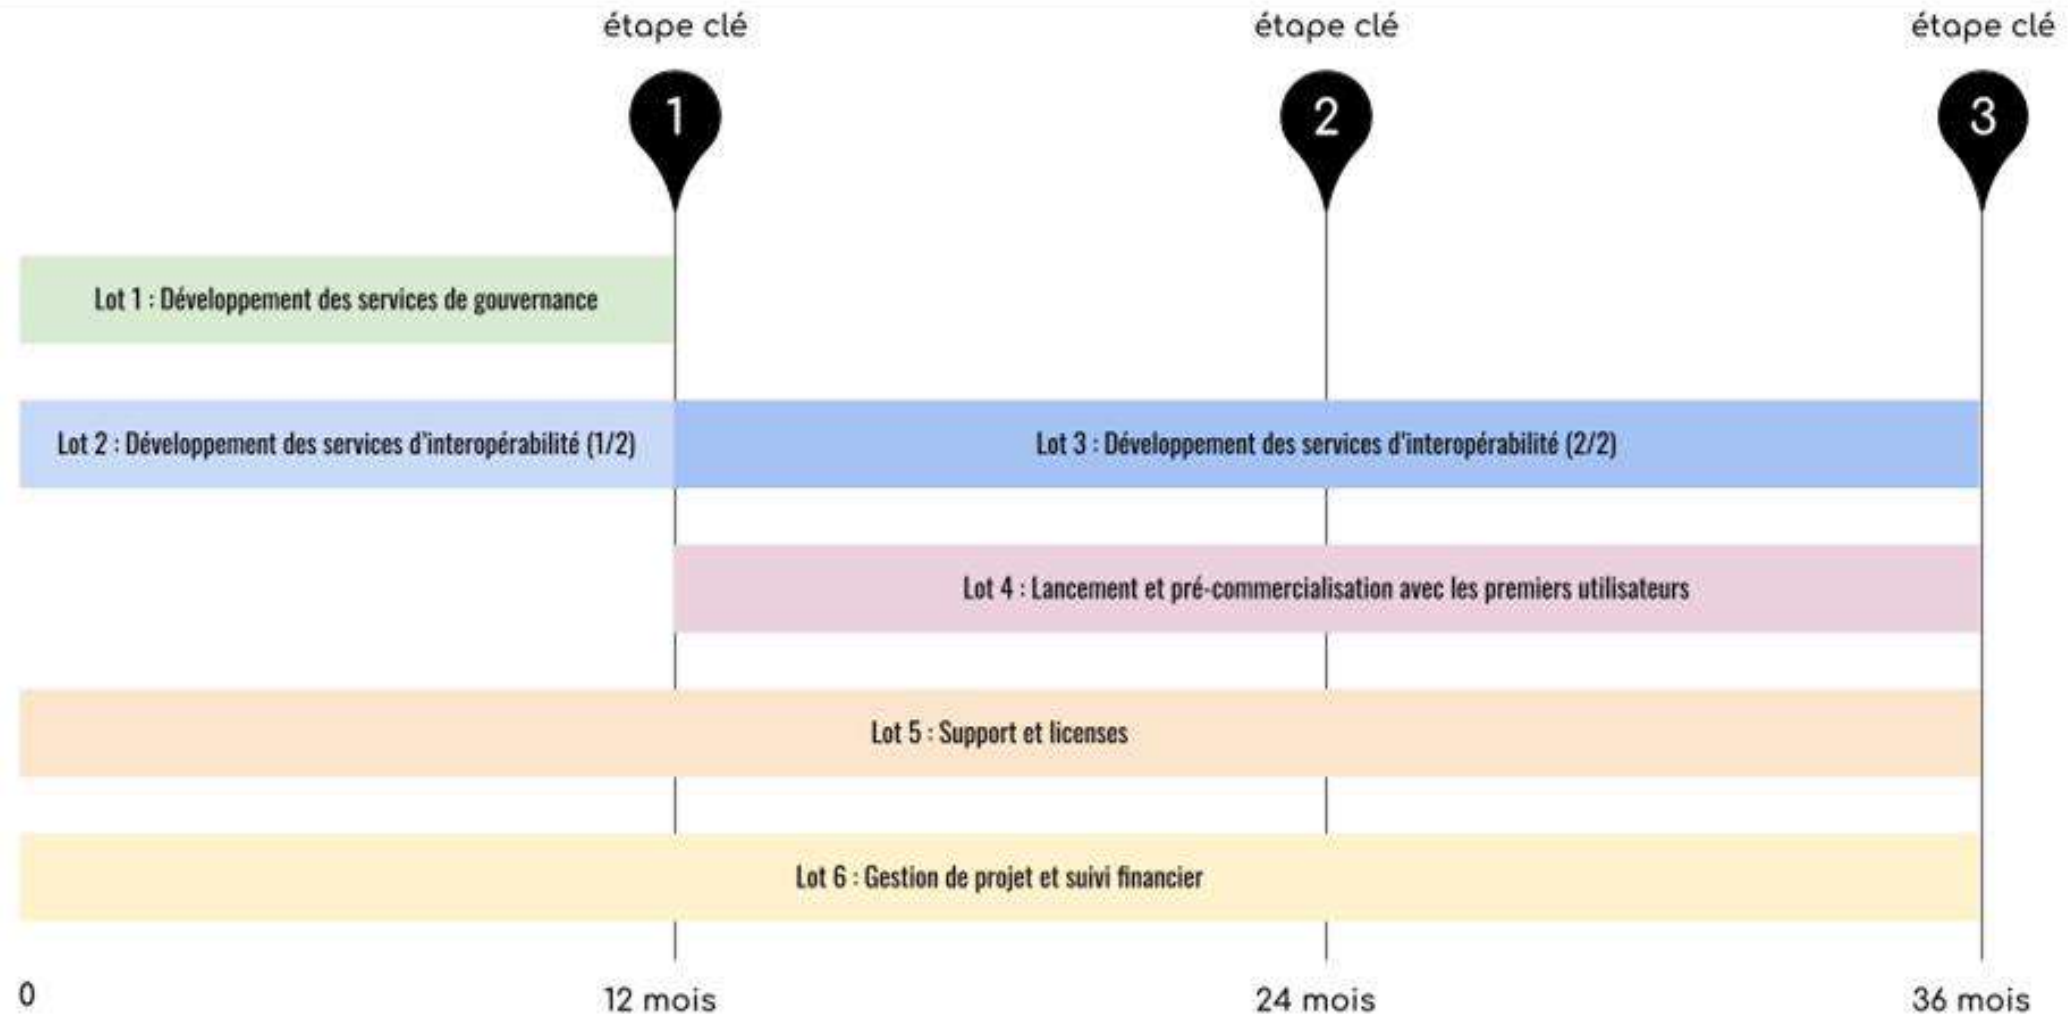 étape clé
étape clé
étape clé
1
2
3
Lot 1 : Développement des services de gouvernance
Lot 2 : Développement des services d'interopérabilité (1/2)
Lot 3 : Développement des services d'interopérabilité (2/2)
Lot 4 : Lancement et pré-commercialisation avec les premiers utilisateurs
Lot 5 : Support et licenses
Lot 6 : Gestion de projet et suivi financier
0
12 mois
24 mois
36 mois